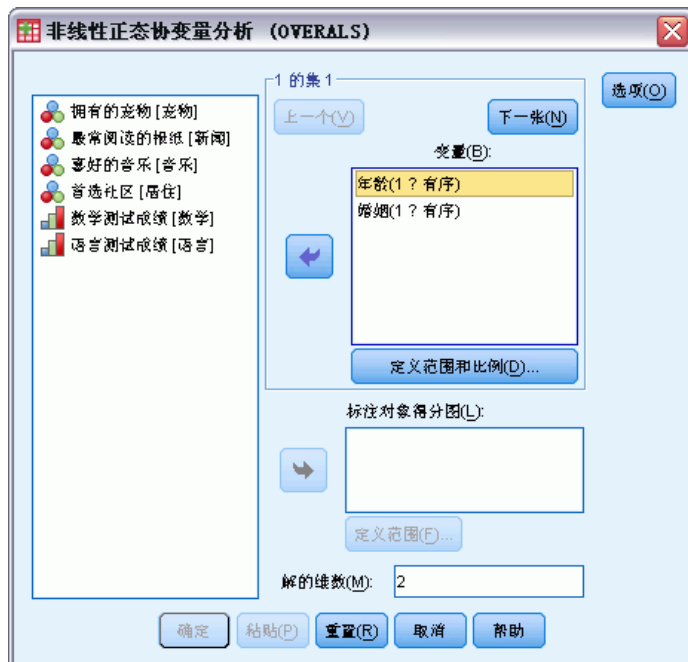 非线性正态协变量分析 (OVERALS)
1 的集 1
上一个(V)
下一张(N)
选项(O)
拥有的宠物 [宠物]
最常阅读的报纸 [新闻]
喜好的音乐 [音乐]
首选社区 [居住]
数学测试成绩 [数学]
语言测试成绩 [语言]
变量(B):
年龄(1 ? 有序)
婚姻(1 ? 有序)
定义范围和比例(D)...
标注对象得分图(L):
定义范围(F)...
解的维数(M): 2
确定 粘贴(P) 重置(R) 取消 帮助